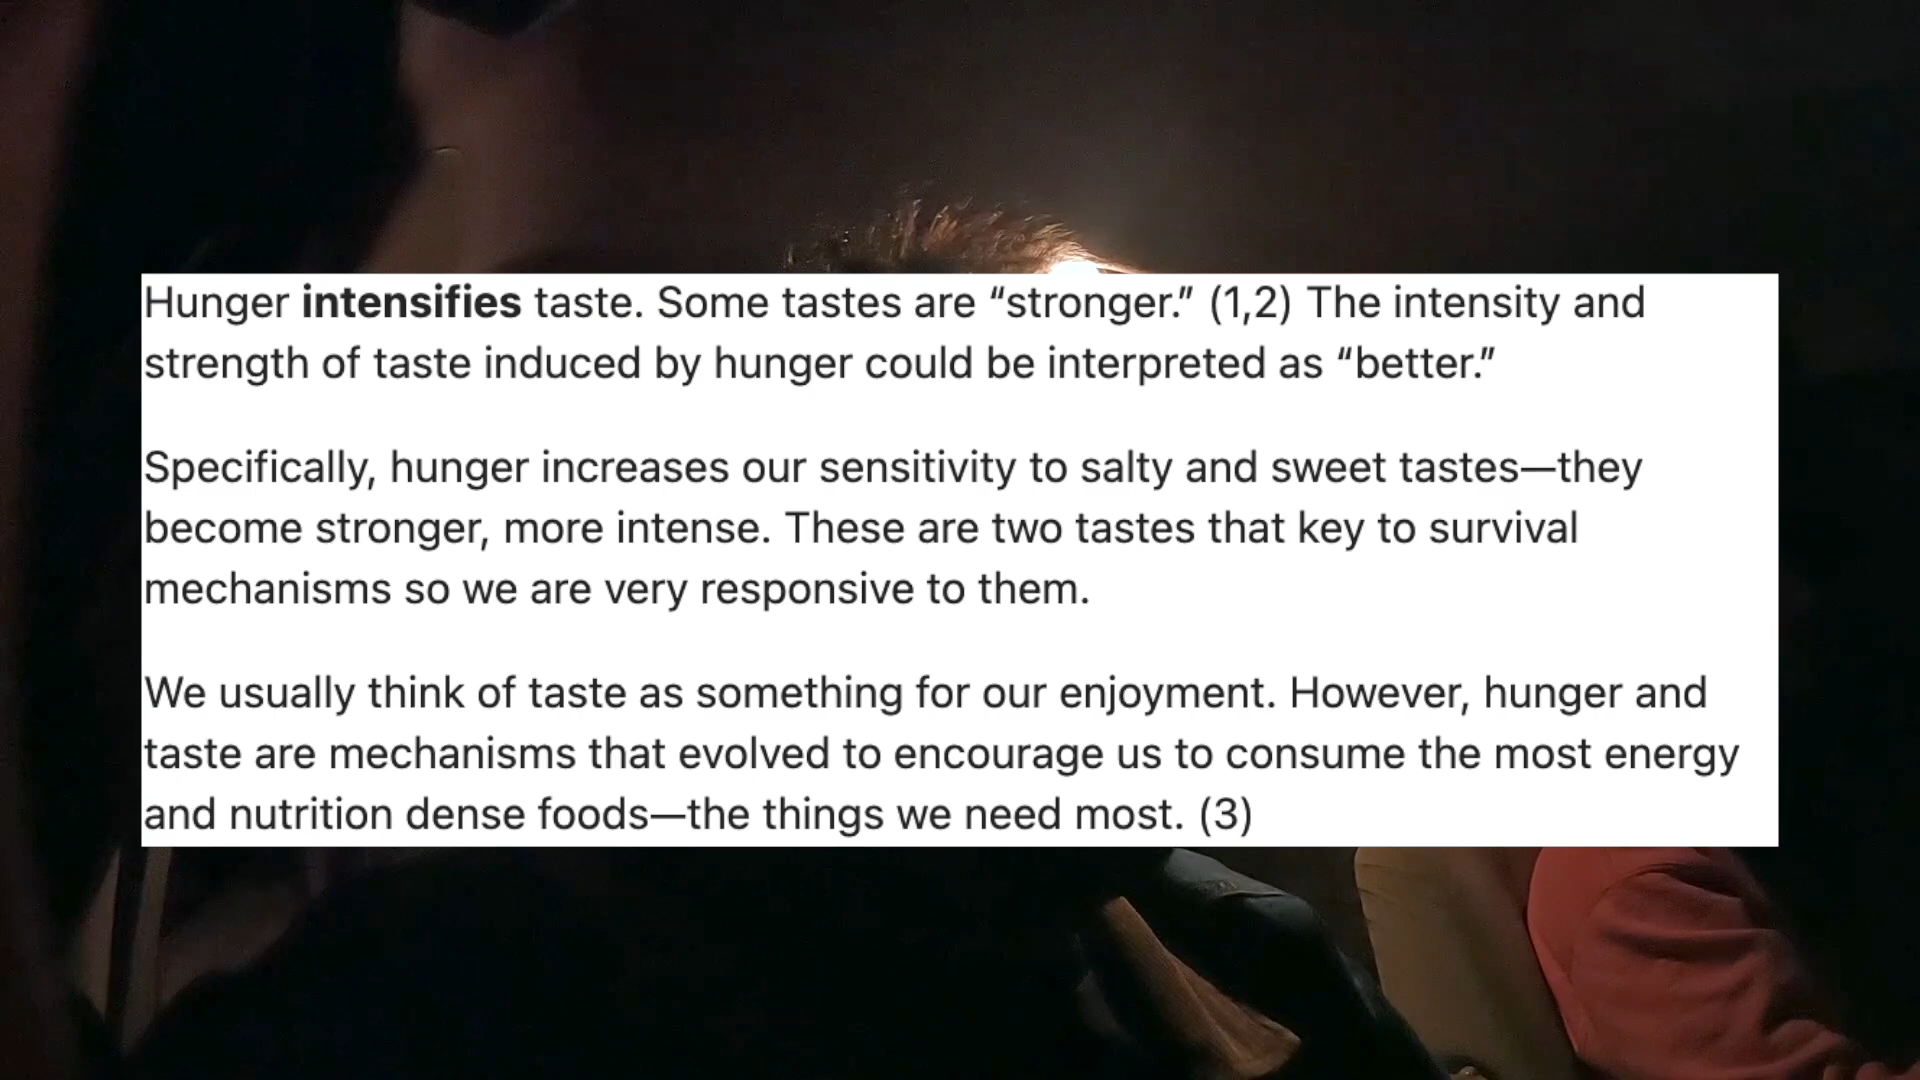 Hunger intensifies taste. Some tastes are “stronger.” (1,2) The intensity and
strength of taste induced by hunger could be interpreted as “better.”
Specifically, hunger increases our sensitivity to salty and sweet tastes—they
become stronger, more intense. These are two tastes that key to survival
mechanisms so we are very responsive to them.
We usually think of taste as something for our enjoyment. However, hunger and
taste are mechanisms that evolved to encourage us to consume the most energy
and nutrition dense foods—the things we need most. (3)